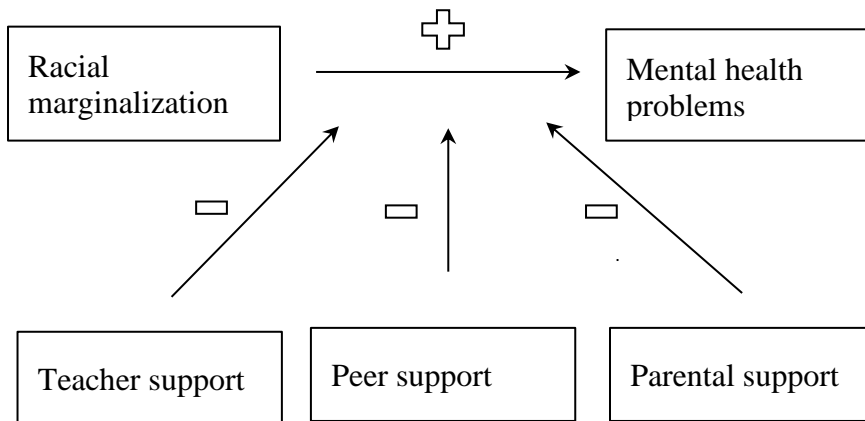 Racial
marginalization
Mental health
problems
Teacher support
Peer support
Parental support